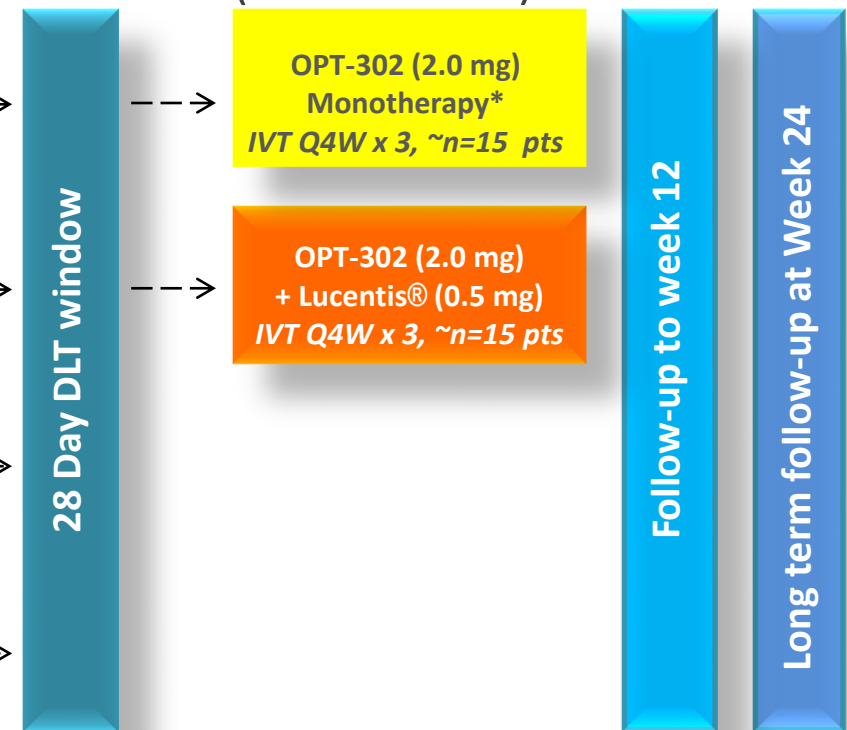 28 Day DLT window
OPT-302 (2.0 mg)
Monotherapy*
IVT Q4W x 3, ~n=15 pts
OPT-302 (2.0 mg)
+ Lucentis® (0.5 mg)
IVT Q4W x 3, ~n=15 pts
Follow-up to week 12
Long term follow-up at Week 24